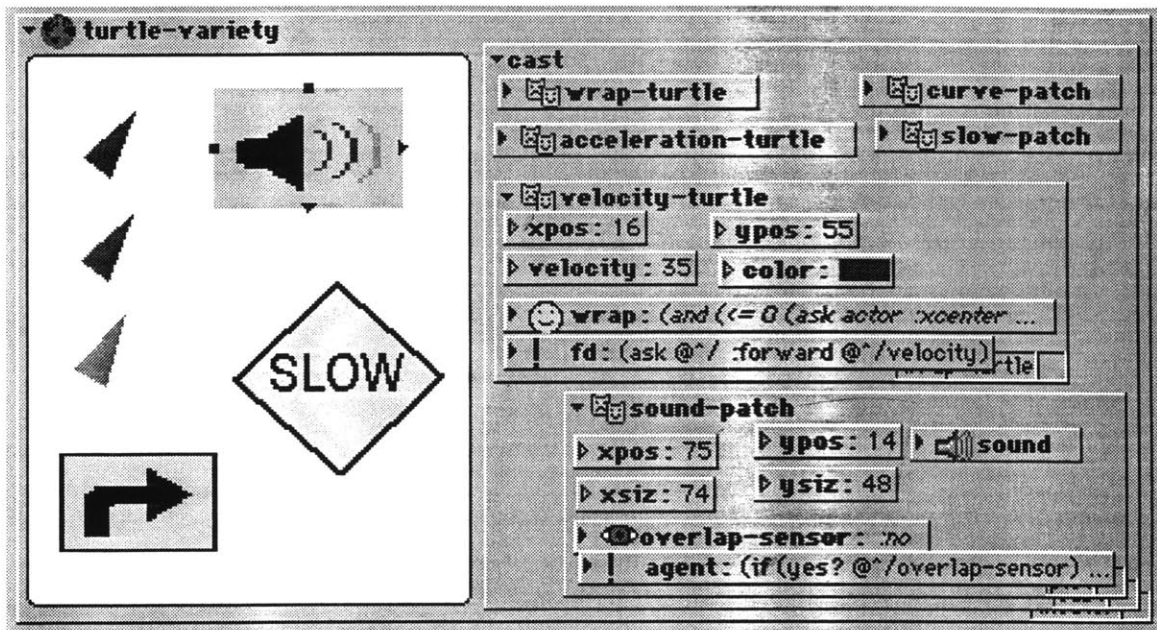 turtle-variety
SLOW
cast
wrap-turtle
curve-patch
acceleration-turtle
slow-patch
velocity-turtle
xpos: 16
ypos: 55
velocity: 35
color:
wrap: (and (<= 0 (ask actor :xcenter ...
! fd: (ask @^/ :forward @^/velocity)
sound-patch
xpos: 75
ypos: 14
sound
xsiz: 74
ysiz: 48
overlap-sensor: :no
! agent: (if (yes? @^/overlap-sensor) ...